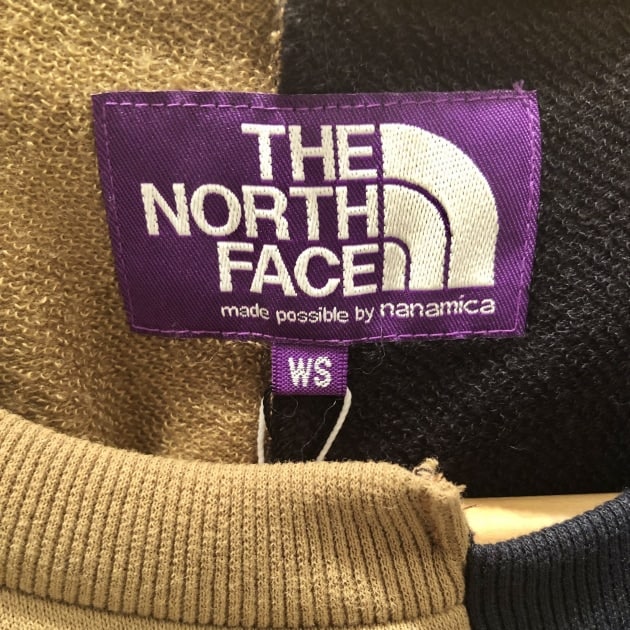 THE
NORTH
FACE
made possible by nanamica
WS